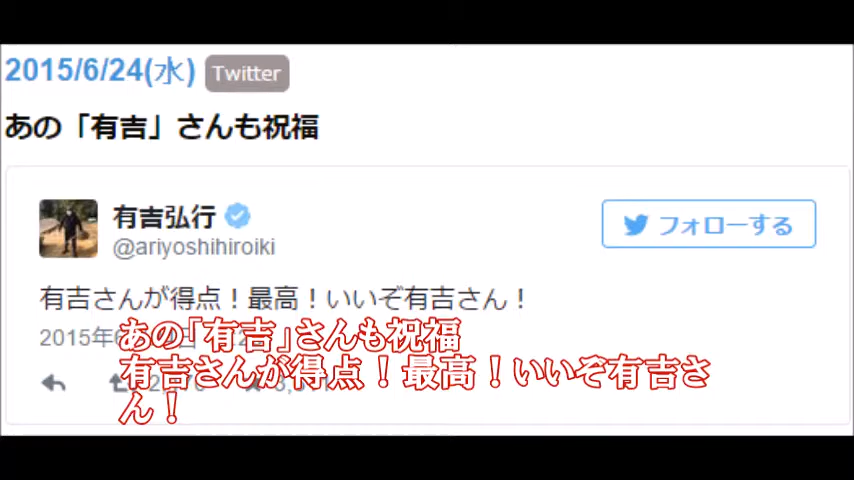 2015/6/24(水) Twitter
あの「有吉」さんも祝福
有吉弘行
@ariyoshihiroiki
フォローする
有吉さんが得点！最高！いいぞ有吉さん！
2015年
あの「有吉」さんも祝福
有吉さんが得点！最高！いいぞ有吉さ
ん！